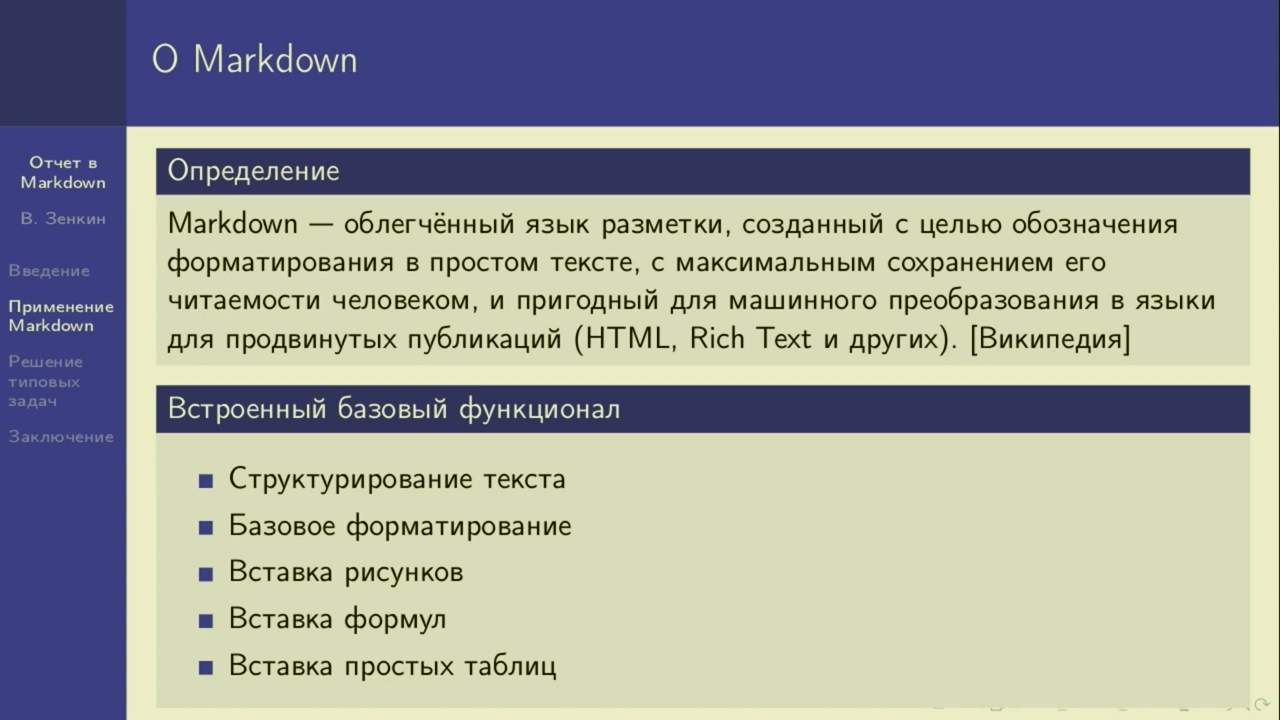 О Markdown
Отчет в
Markdown
В. Зенкин
Введение
Применение
Markdown
Решение
типовых
задач
Заключение
Определение
Markdown — облегчённый язык разметки, созданный с целью обозначения
форматирования в простом тексте, с максимальным сохранением его
читаемости человеком, и пригодный для машинного преобразования в языки
для продвинутых публикаций (HTML, Rich Text и других). [Википедия]
Встроенный базовый функционал
Структурирование текста
Базовое форматирование
Вставка рисунков
Вставка формул
Вставка простых таблиц